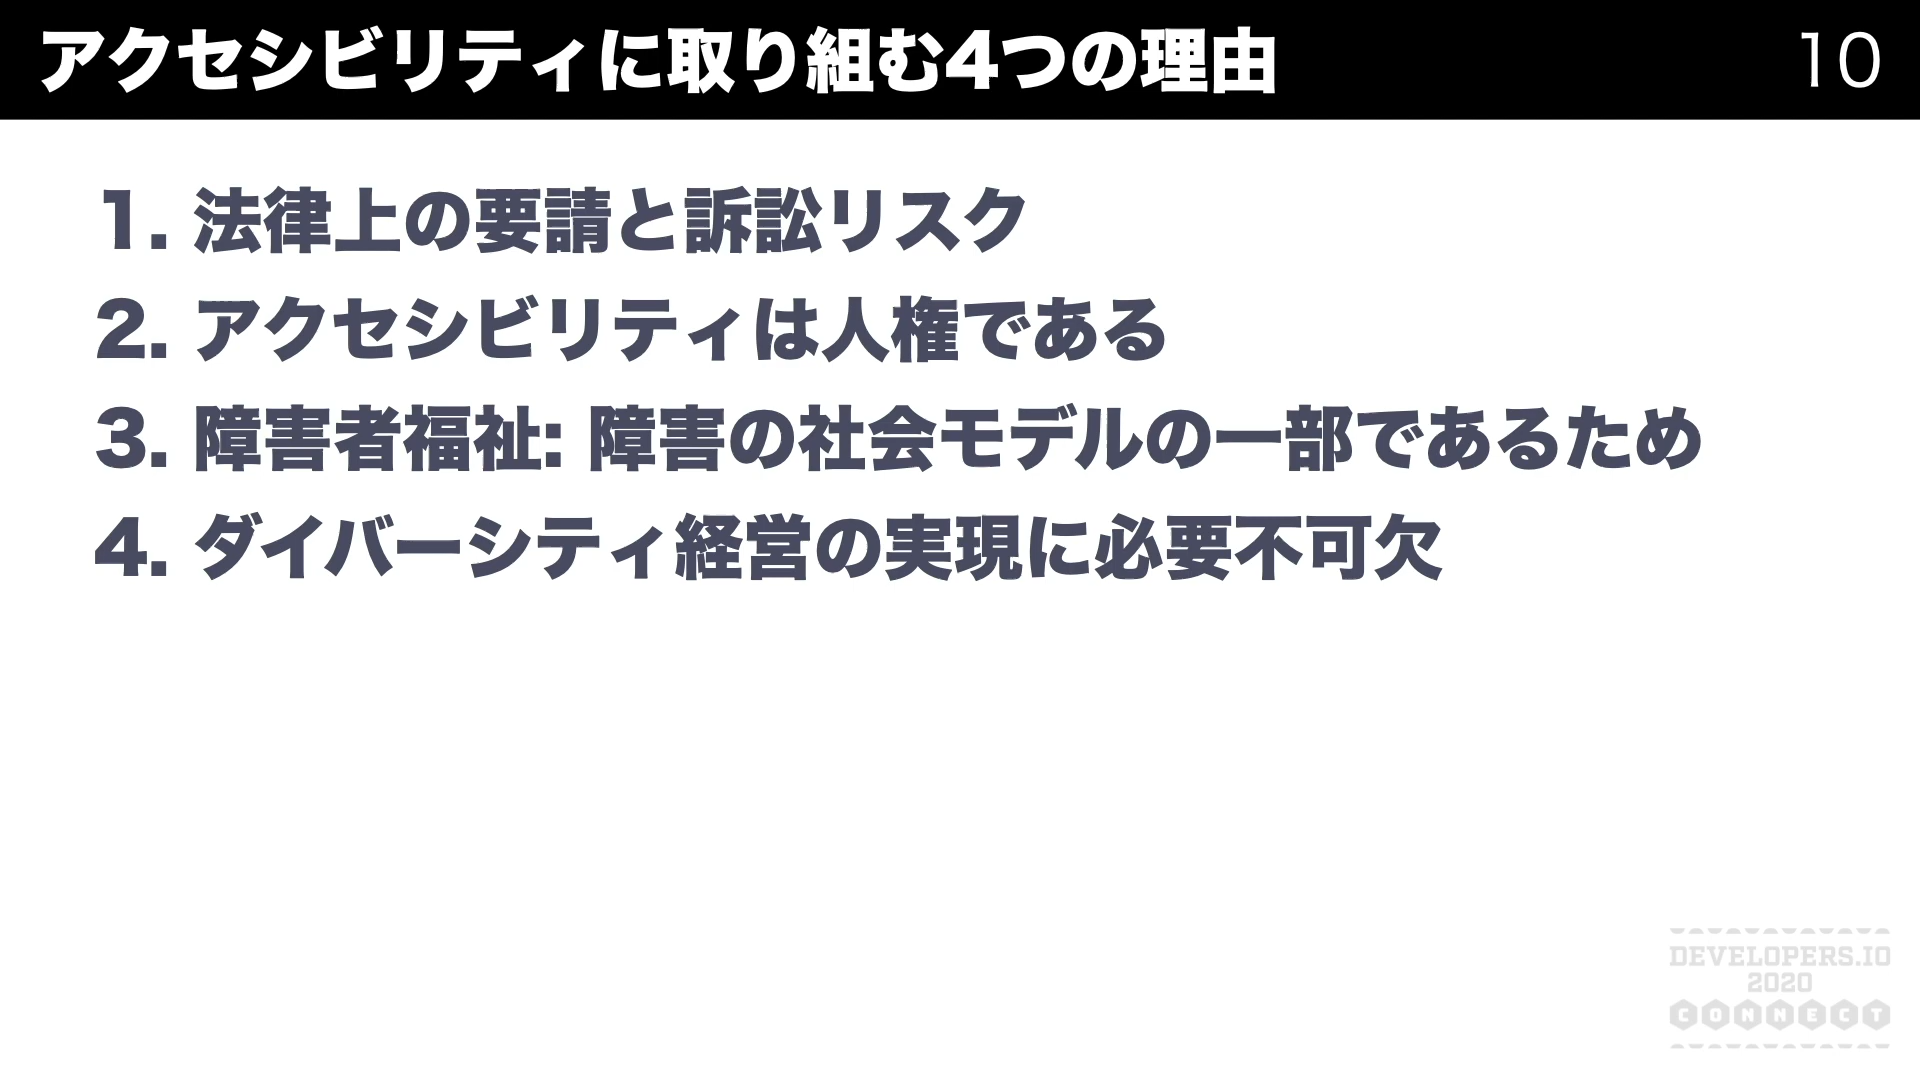 アクセシビリティに取り組む4つの理由
10
1. 法律上の要請と訴訟リスク
2. アクセシビリティは人権である
3. 障害者福祉: 障害の社会モデルの一部であるため
4. ダイバーシティ経営の実現に必要不可欠
DEVELOPERS.IO
2020
CONNECT